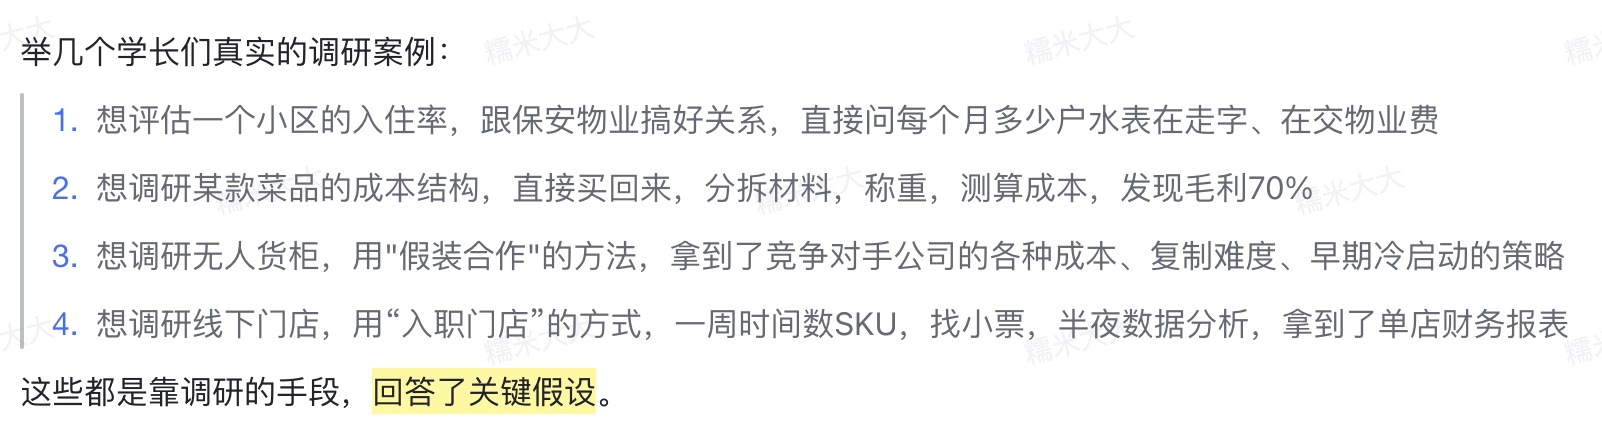 举几个学长们真实的调研案例：
1. 想评估一个小区的入住率，跟保安物业搞好关系，直接问每个月多少户水表在走字、在交物业费
2. 想调研某款菜品的成本结构，直接买回来，分拆材料，称重，测算成本，发现毛利70%
3. 想调研无人货柜，用"假装合作"的方法，拿到了竞争对手公司的各种成本、复制难度、早期冷启动的策略
4. 想调研线下门店，用“入职门店”的方式，一周时间数SKU，找小票，半夜数据分析，拿到了单店财务报表
这些都是靠调研的手段，回答了关键假设。
糯米大大
糯米大大
糯米大大
糯米大大
糯米大大
糯米大大
糯米大大